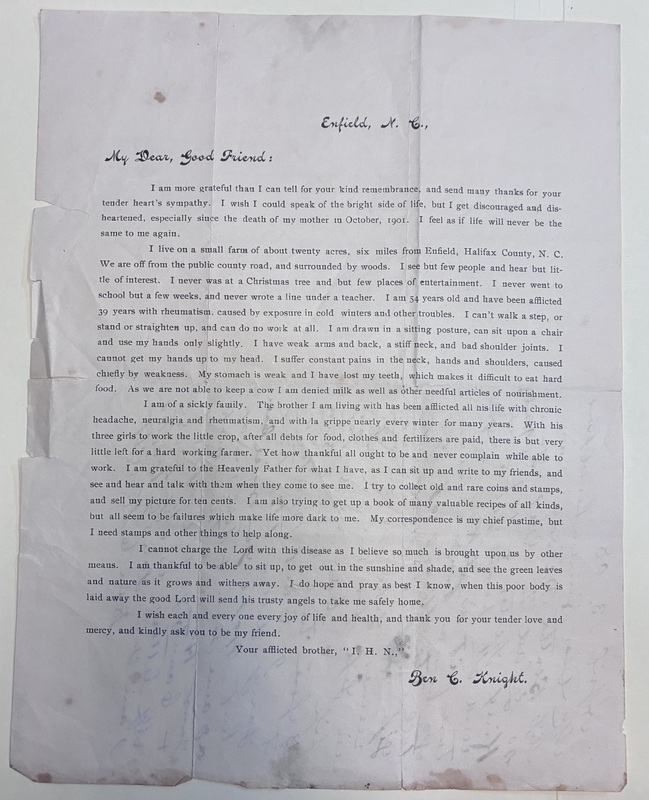 Enfield, N. C.,
My Dear, Good Friend:
I am more grateful than I can tell for your kind remembrance, and send many thanks for your
tender heart's sympathy. I wish I could speak of the bright side of life, but I get discouraged and dis-
heartened, especially since the death of my mother in October, 1901. I feel as if life will never be the
same to me again.
I live on a small farm of about twenty acres, six miles from Enfield, Halifax County, N. C.
We are off from the public county road, and surrounded by woods. I see but few people and hear but lit-
tle of interest. I never was at a Christmas tree and but few places of entertainment. I never went to
school but a few weeks, and never wrote a line under a teacher. I am 54 years old and have been afflicted
39 years with rheumatism, caused by exposure in cold winters and other troubles. I can't walk a step, or
stand or straighten up, and can do no work at all. I am drawn in a sitting posture, can sit upon a chair
and use my hands only slightly. I have weak arms and back, a stiff neck, and bad shoulder joints. I
cannot get my hands up to my head. I suffer constant pains in the neck, hands and shoulders, caused
chiefly by weakness. My stomach is weak and I have lost my teeth, which makes it difficult to eat hard
food. As we are not able to keep a cow I am denied milk as well as other needful articles of nourishment.
I am of a sickly family. The brother I am living with has been afflicted all his life with chronic
headache, neuralgia and rheumatism, and with la grippe nearly every winter for many years. With his
three girls to work the little crop, after all debts for food, clothes and fertilizers are paid, there is but very
little left for a hard working farmer. Yet how thankful all ought to be and never complain while able to
work. I am grateful to the Heavenly Father for what I have, as I can sit up and write to my friends, and
see and hear and talk with them when they come to see me. I try to collect old and rare coins and stamps,
and sell my picture for ten cents. I am also trying to get up a book of many valuable recipes of all kinds,
but all seem to be failures which make life more dark to me. My correspondence is my chief pastime, but
I need stamps and other things to help along.
I cannot charge the Lord with this disease as I believe so much is brought upon us by other
means. I am thankful to be able to sit up, to get out in the sunshine and shade, and see the green leaves
and nature as it grows and withers away. I do hope and pray as best I know, when this poor body is
laid away the good Lord will send his trusty angels to take me safely home.
I wish each and every one every joy of life and health, and thank you for your tender love and
mercy, and kindly ask you to be my friend.
Your afflicted brother, "I. H. N.,"
Ben C. Knight.